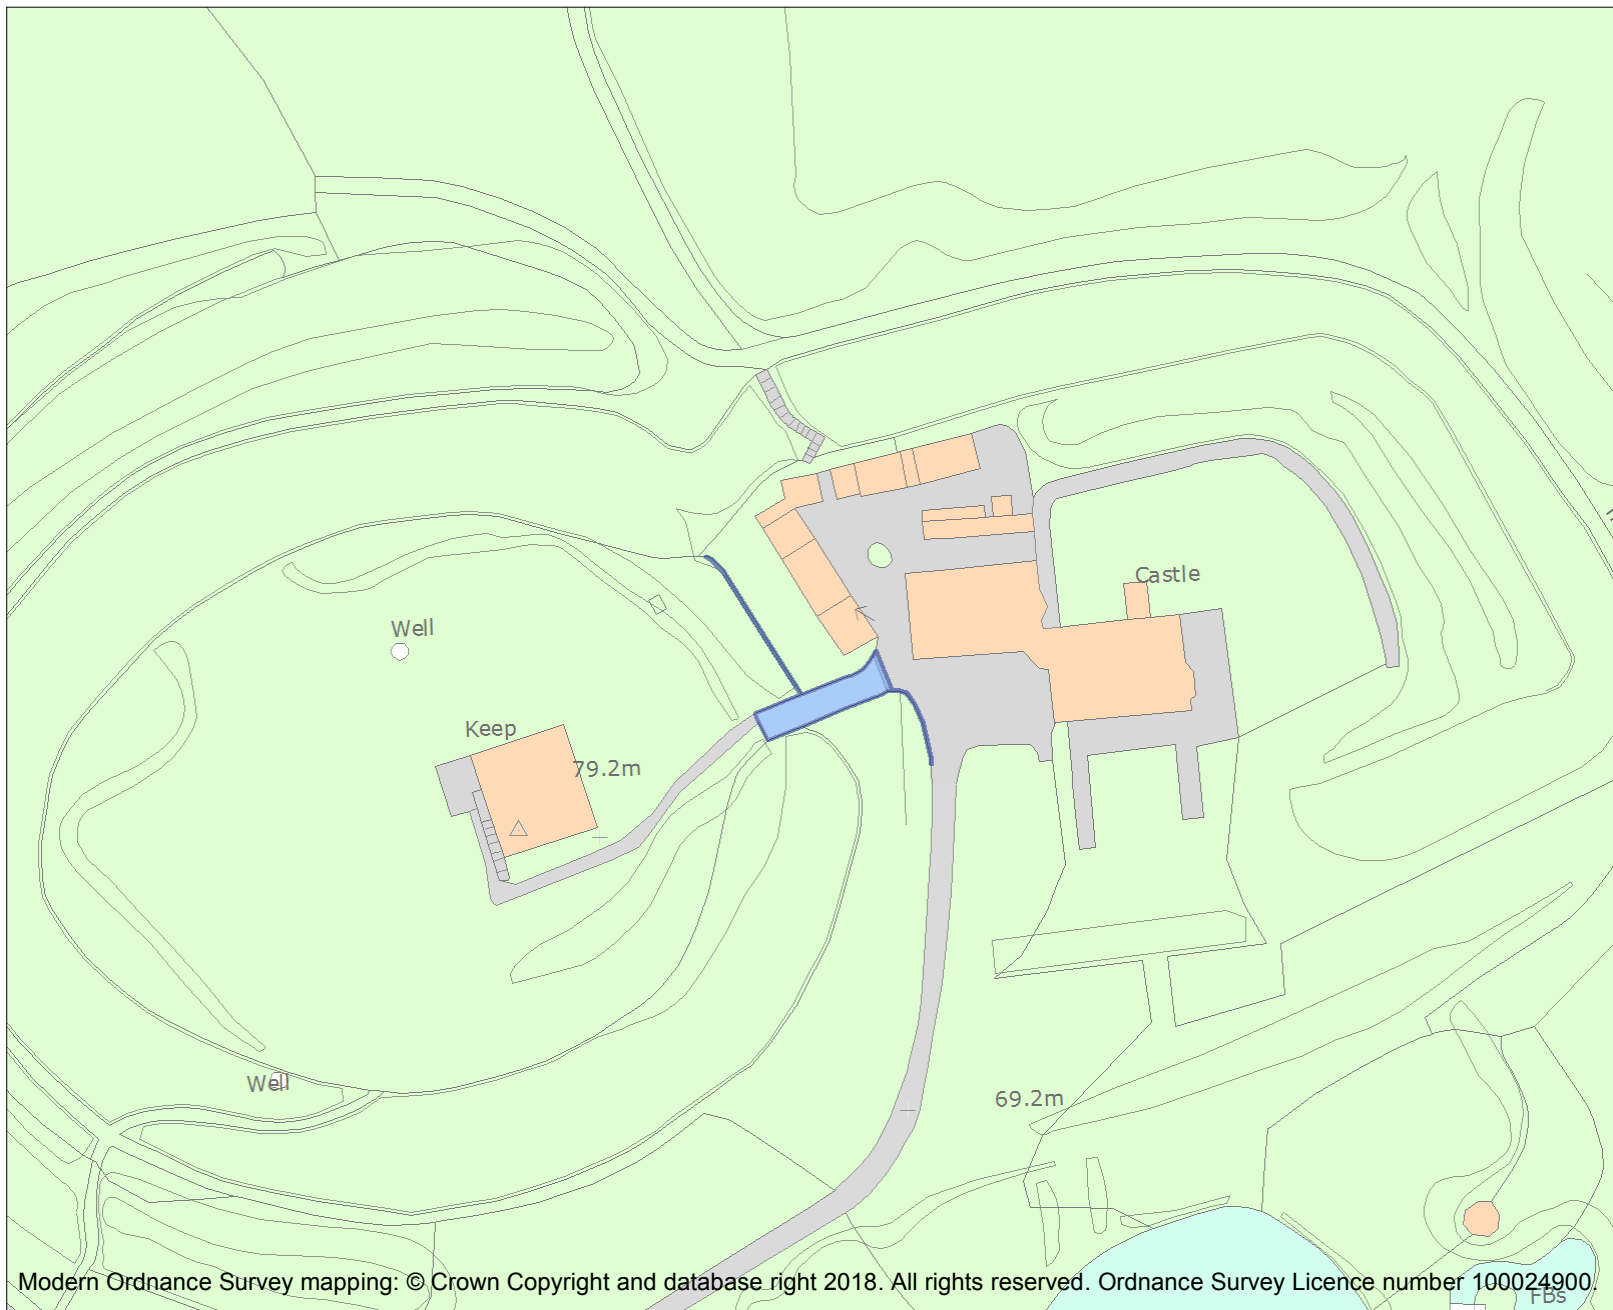 Castle
Well
Keep
79.2m
Well
69.2m
Modern Ordnance Survey mapping: © Crown Copyright and database right 2018. All rights reserved. Ordnance Survey Licence number 100024900.
FBs